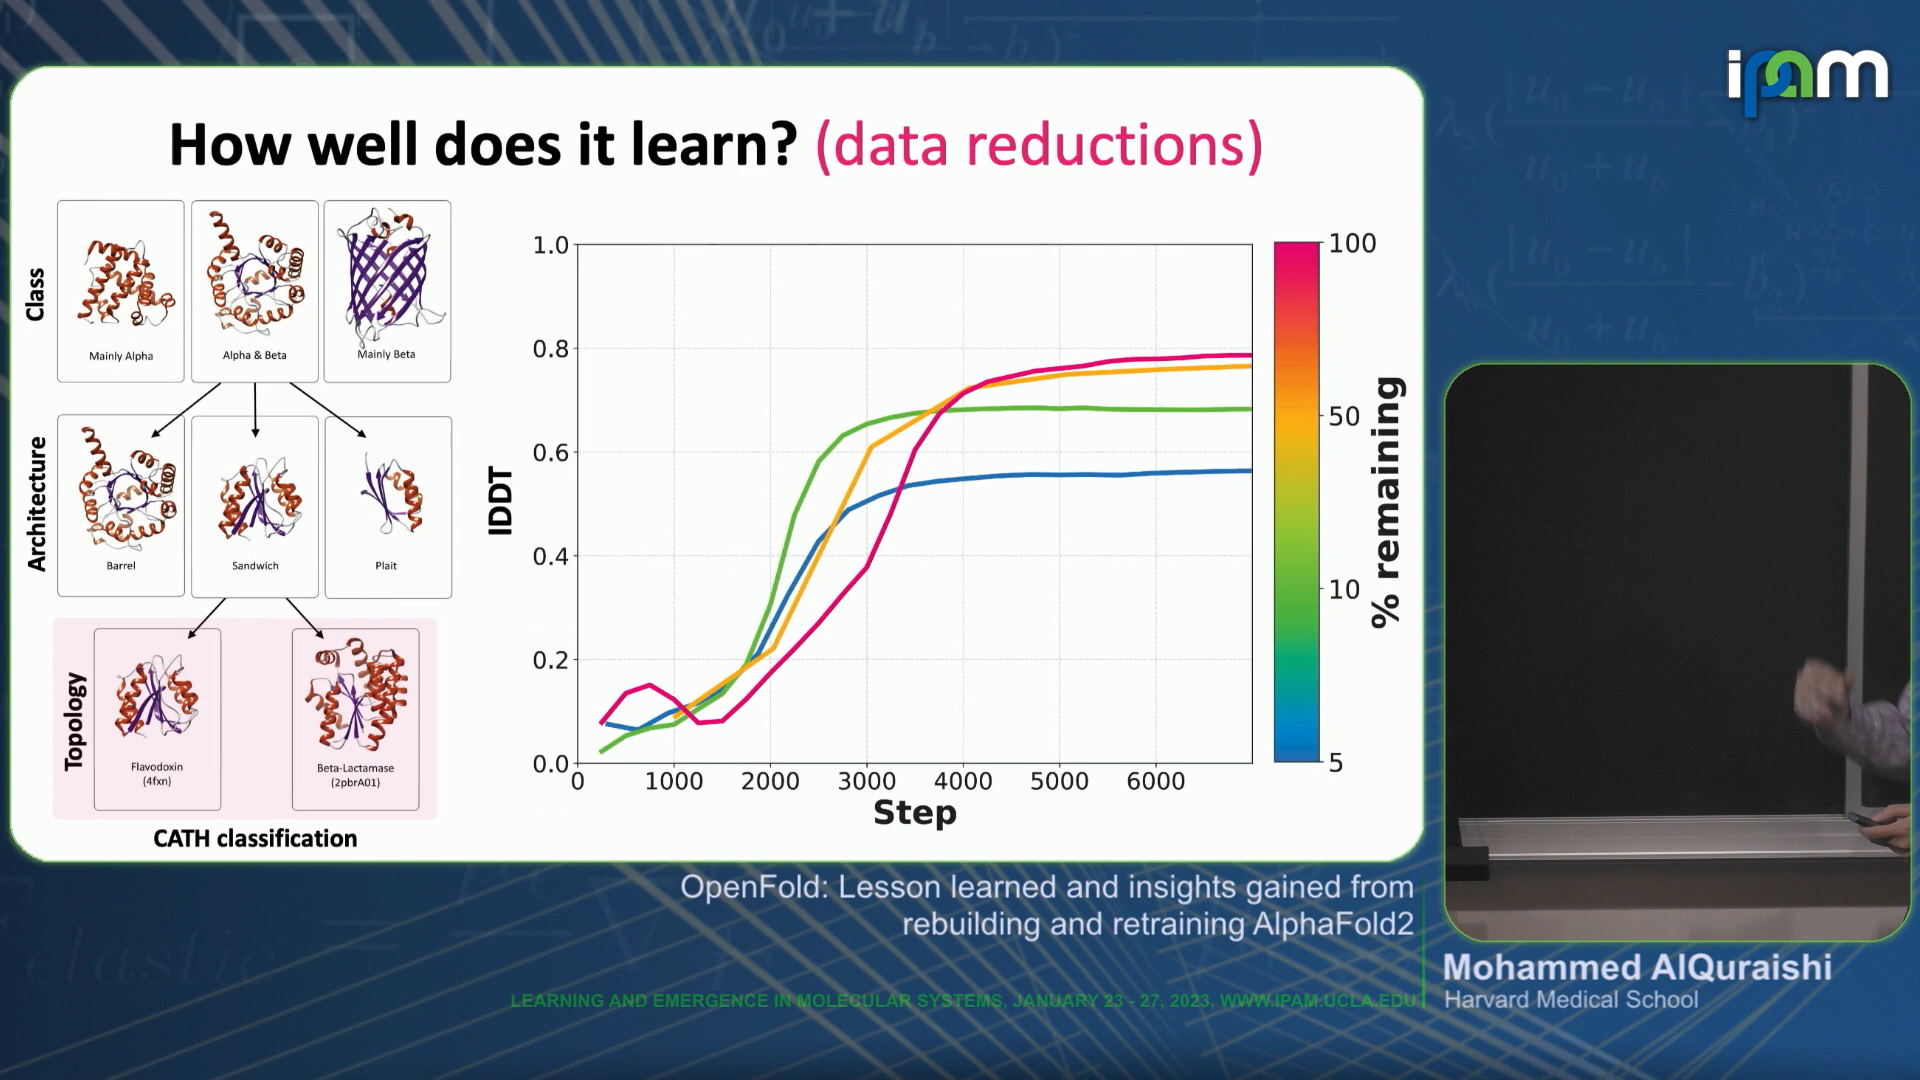 ipam
How well does it learn? (data reductions)
Class
Mainly Alpha
Alpha & Beta
Mainly Beta
Architecture
Barrel
Sandwich
Plait
Topology
Flavodoxin
(4fxn)
Beta-Lactamase
(2pbrA01)
CATH classification
lDDT
1.0
0.8
0.6
0.4
0.2
0.0
0
1000
2000
3000
4000
5000
6000
Step
100
50
10
5
% remaining
OpenFold: Lesson learned and insights gained from
rebuilding and retraining AlphaFold2
LEARNING AND EMERGENCE IN MOLECULAR SYSTEMS, JANUARY 23 - 27, 2023, WWW.IPAM.UCLA.EDU
Mohammed AlQuraishi
Harvard Medical School
elastic